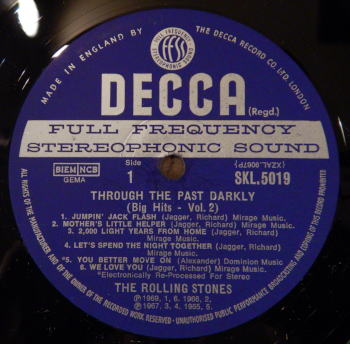 MADE IN ENGLAND BY THE DECCA RECORD CO. LTD. LONDON
FULL FREQUENCY
FFSS
STEREOPHONIC SOUND
DECCA
(Regd.)
FULL FREQUENCY
STEREOPHONIC SOUND
BIEM NCB
GEMA
Side
1
SKL.5019
THROUGH THE PAST DARKLY
(Big Hits - Vol. 2)
1. JUMPIN' JACK FLASH (Jagger, Richard) Mirage Music.
2. MOTHER'S LITTLE HELPER (Jagger, Richard) Mirage Music.
3. 2,000 LIGHT YEARS FROM HOME (Jagger, Richard)
Mirage Music.
4. LET'S SPEND THE NIGHT TOGETHER (Jagger, Richard)
Mirage Music.
*5. YOU BETTER MOVE ON (Alexander) Dominion Music
6. WE LOVE YOU (Jagger, Richard) Mirage Music.
*Electronically Re-Processed For Stereo
THE ROLLING STONES
℗1969, 1, 6. 1966, 2,
℗1967, 3, 4. 1965, 5.
ALL RIGHTS OF THE MANUFACTURER AND OF THE OWNER OF THE RECORDED WORK RESERVED UNAUTHORISED PUBLIC PERFORMANCE BROADCASTING AND COPYING OF THIS RECORD PROHIBITED